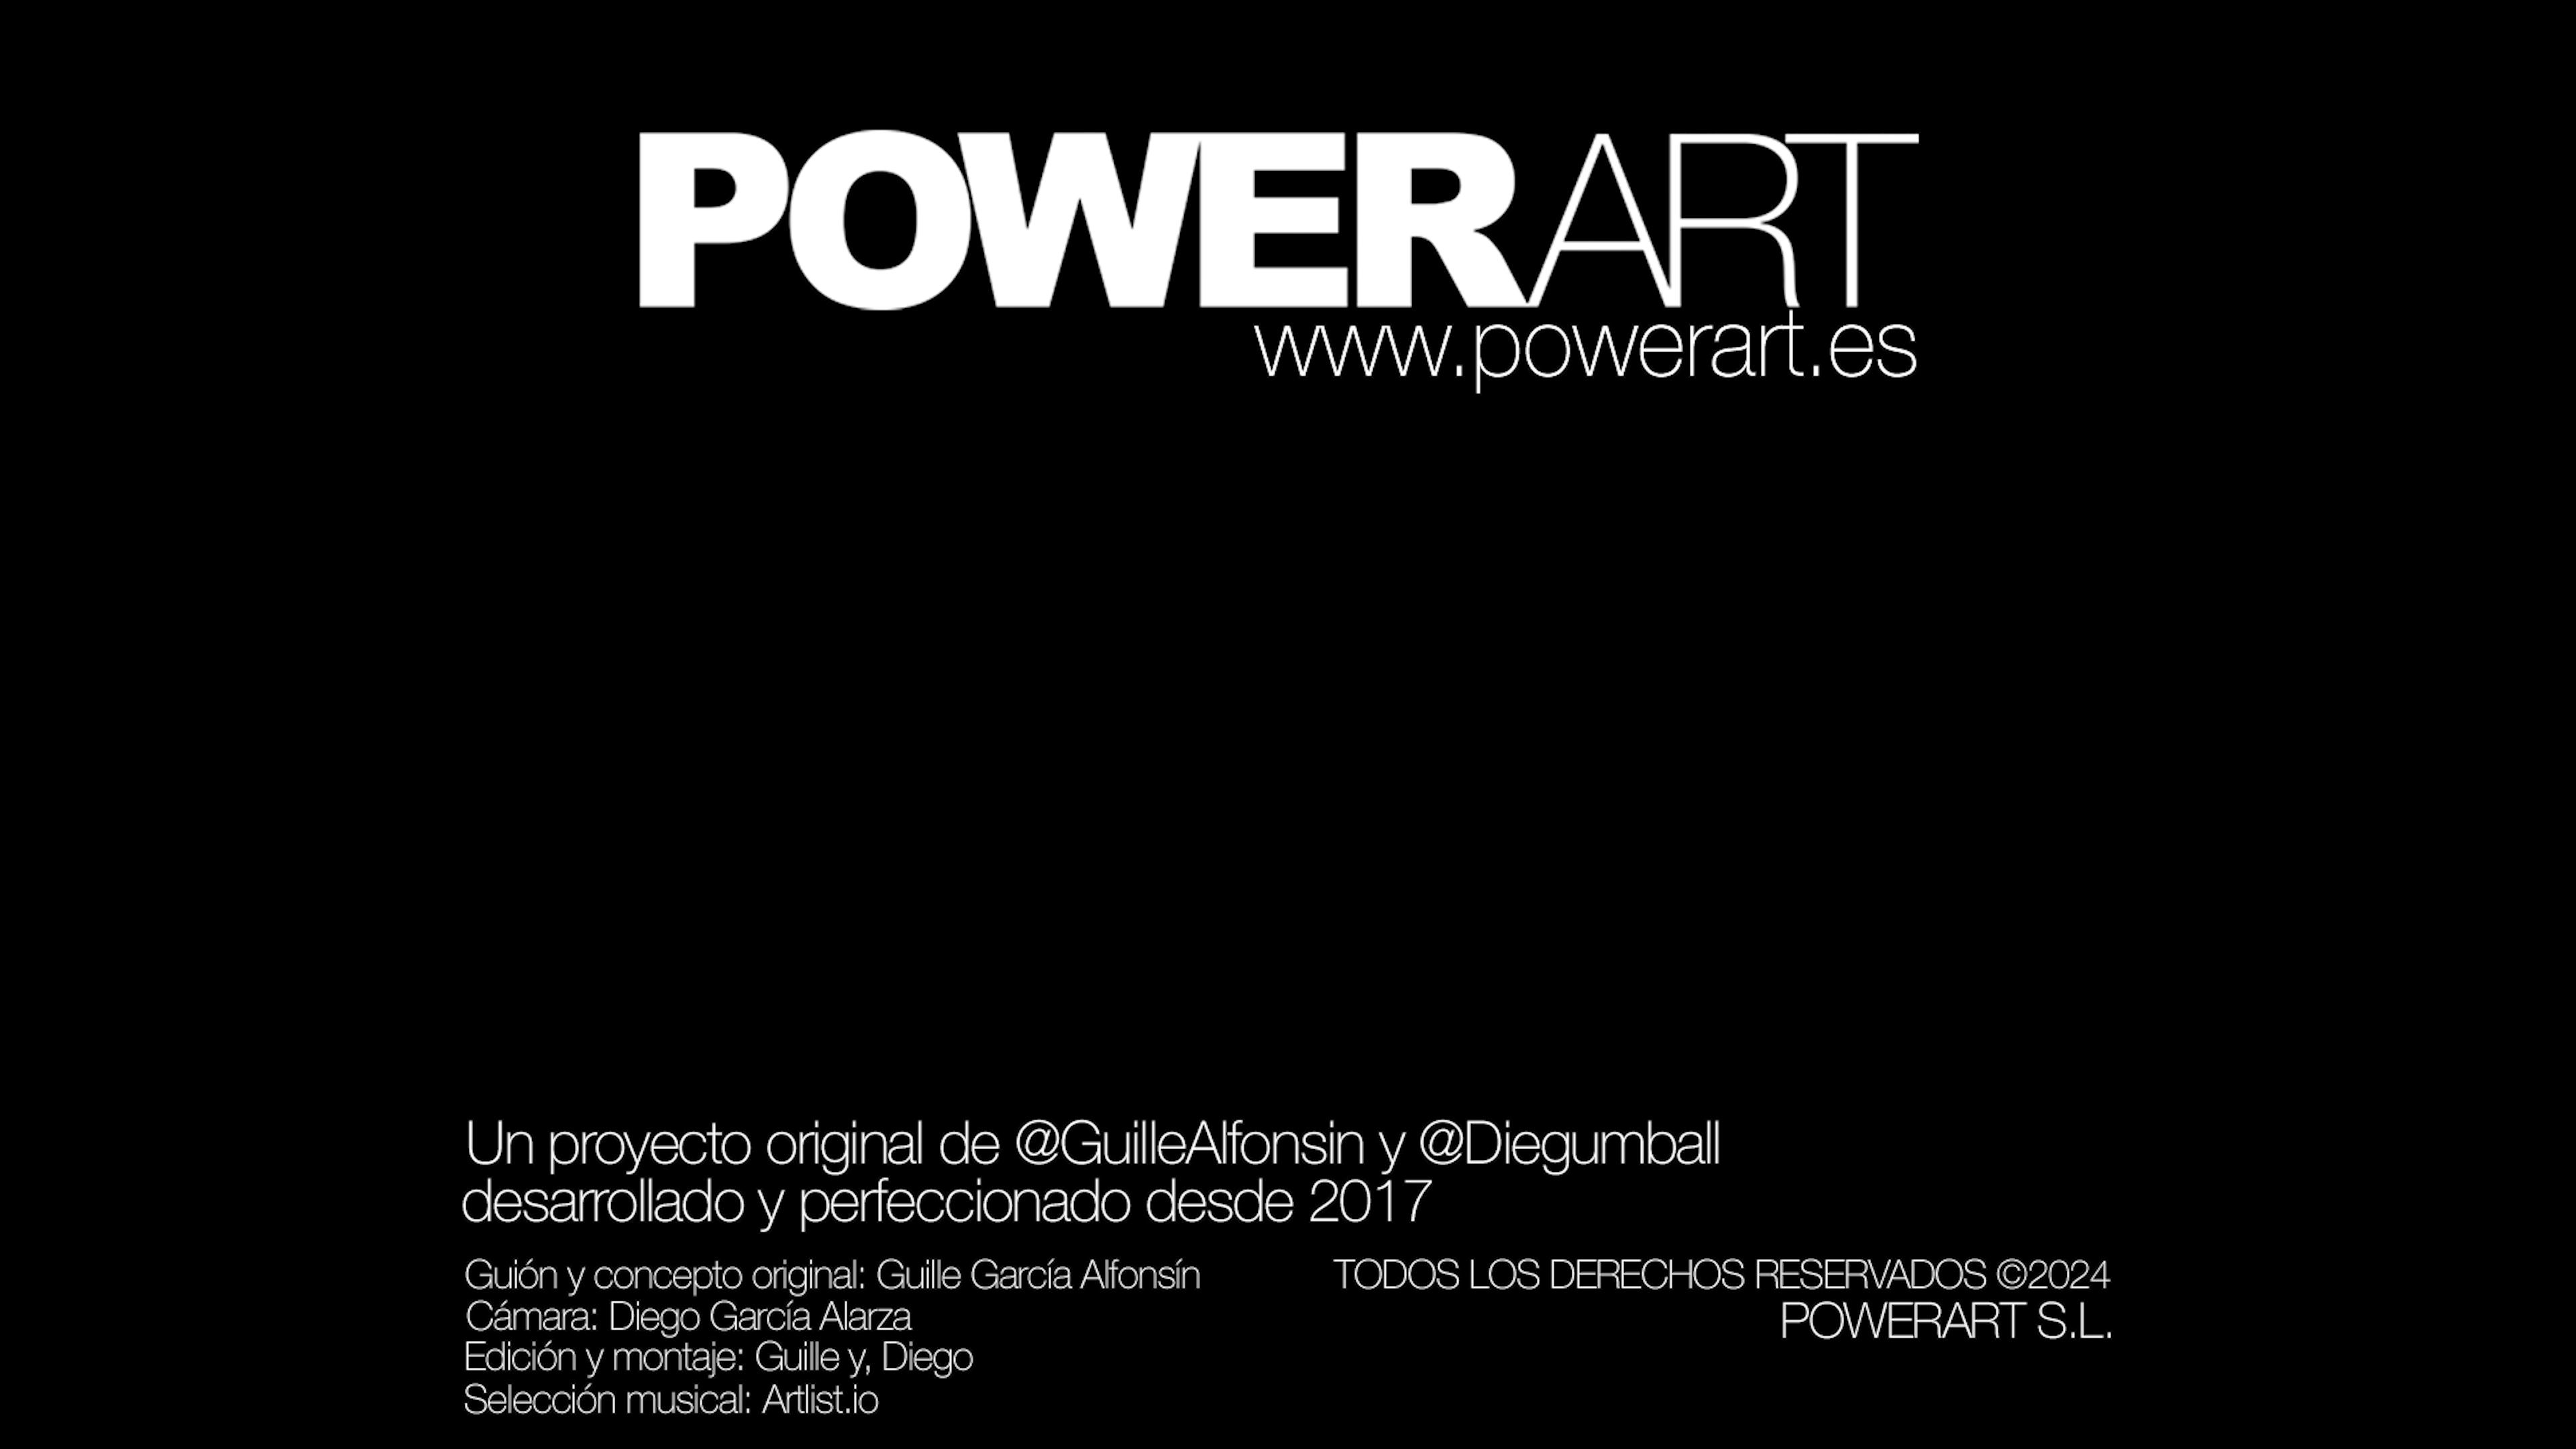 POWERART
www.powerart.es
Un proyecto original de @GuilleAlfonsin y @Diegumball
desarrollado y perfeccionado desde 2017
Guión y concepto original: Guille García Alfonsín
Cámara: Diego García Alarza
Edición y montaje: Guille y, Diego
Selección musical: Artlist.io
TODOS LOS DERECHOS RESERVADOS ©2024
POWERART S.L.